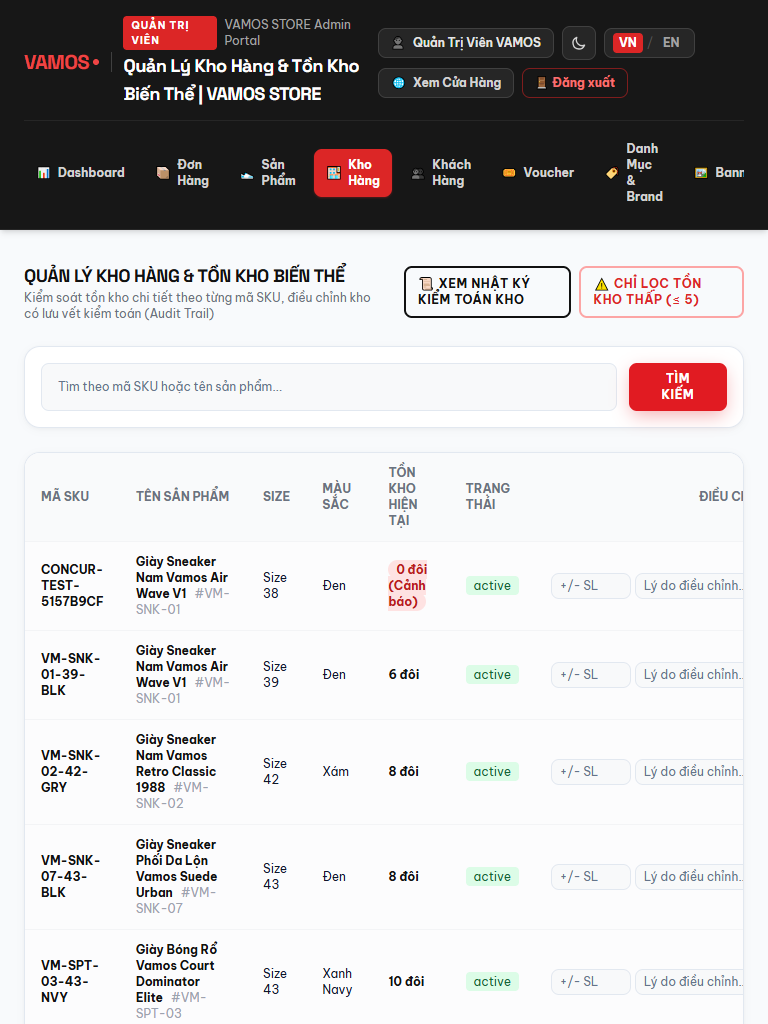 VAMOS
QUẢN TRỊ
VIÊN
VAMOS STORE Admin
Portal
Quản Lý Kho Hàng & Tồn Kho
Biến Thể | VAMOS STORE
Quản Trị Viên VAMOS
VN / EN
Xem Cửa Hàng
Đăng xuất
Dashboard
Đơn
Hàng
Sản
Phẩm
Kho
Hàng
Khách
Hàng
Voucher
Danh
Mục
&
Brand
Bann
QUẢN LÝ KHO HÀNG & TỒN KHO BIẾN THỂ
Kiểm soát tồn kho chi tiết theo từng mã SKU, điều chỉnh kho
có lưu vết kiểm toán (Audit Trail)
XEM NHẬT KÝ
KIỂM TOÁN KHO
CHỈ LỌC TỒN
KHO THẤP (≤ 5)
Tìm theo mã SKU hoặc tên sản phẩm...
TÌM
KIẾM
MÃ SKU
TÊN SẢN PHẨM
SIZE
MÀU
SẮC
TỒN
KHO
HIỆN
TẠI
TRẠNG
THÁI
ĐIỀU CH
CONCUR-
TEST-
5157B9CF
Giày Sneaker
Nam Vamos Air
Wave V1 #VM-
SNK-01
Size
38
Đen
0 đôi
(Cảnh
báo)
active
+/- SL
Lý do điều chỉnh...
VM-SNK-
01-39-
BLK
Giày Sneaker
Nam Vamos Air
Wave V1 #VM-
SNK-01
Size
39
Đen
6 đôi
active
+/- SL
Lý do điều chỉnh...
VM-SNK-
02-42-
GRY
Giày Sneaker
Nam Vamos
Retro Classic
1988 #VM-
SNK-02
Size
42
Xám
8 đôi
active
+/- SL
Lý do điều chỉnh...
VM-SNK-
07-43-
BLK
Giày Sneaker
Phối Da Lộn
Vamos Suede
Urban #VM-
SNK-07
Size
43
Đen
8 đôi
active
+/- SL
Lý do điều chỉnh...
VM-SPT-
03-43-
NVY
Giày Bóng Rổ
Vamos Court
Dominator
Elite #VM-
SPT-03
Size
43
Xanh
Navy
10 đôi
active
+/- SL
Lý do điều chỉnh...